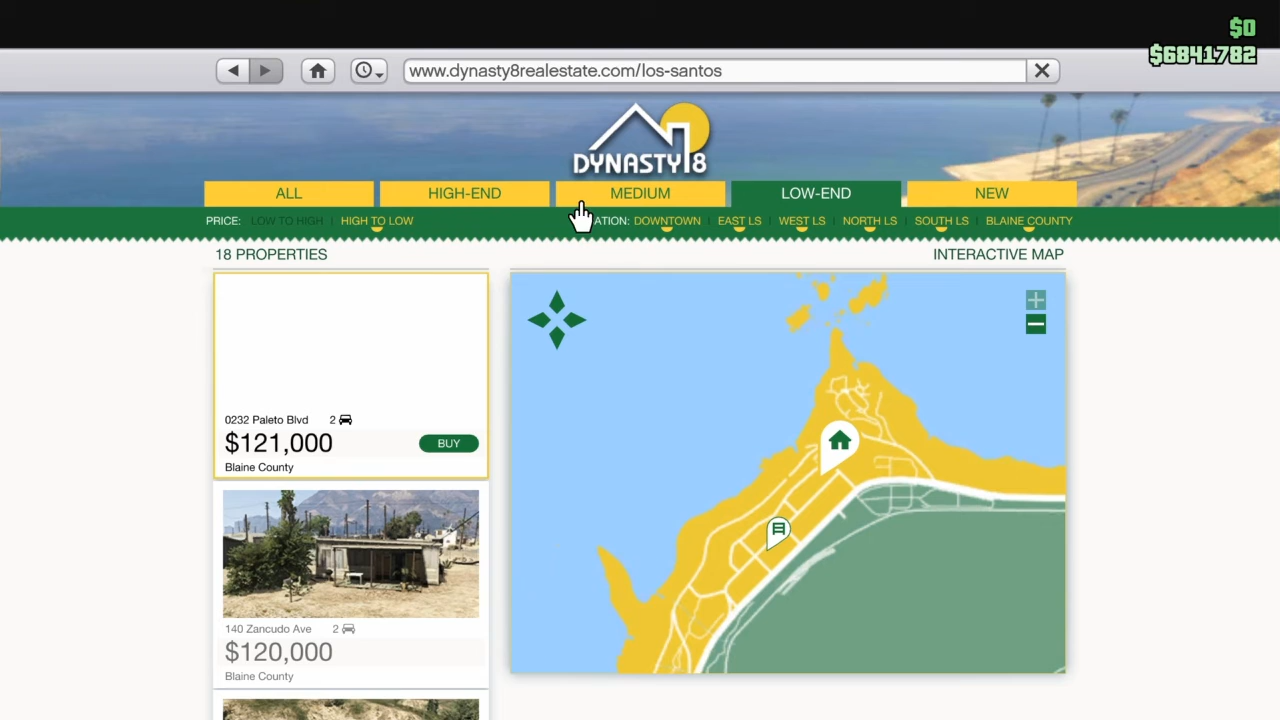 $0
$6841782
www.dynasty8realestate.com/los-santos
DYNASTY 8
ALL HIGH-END MEDIUM LOW-END NEW
PRICE: LOW TO HIGH | HIGH TO LOW ATION: DOWNTOWN | EAST LS | WEST LS | NORTH LS | SOUTH LS | BLAINE COUNTY
18 PROPERTIES
INTERACTIVE MAP
0232 Paleto Blvd 2
$121,000
BUY
Blaine County
140 Zancudo Ave 2
$120,000
Blaine County